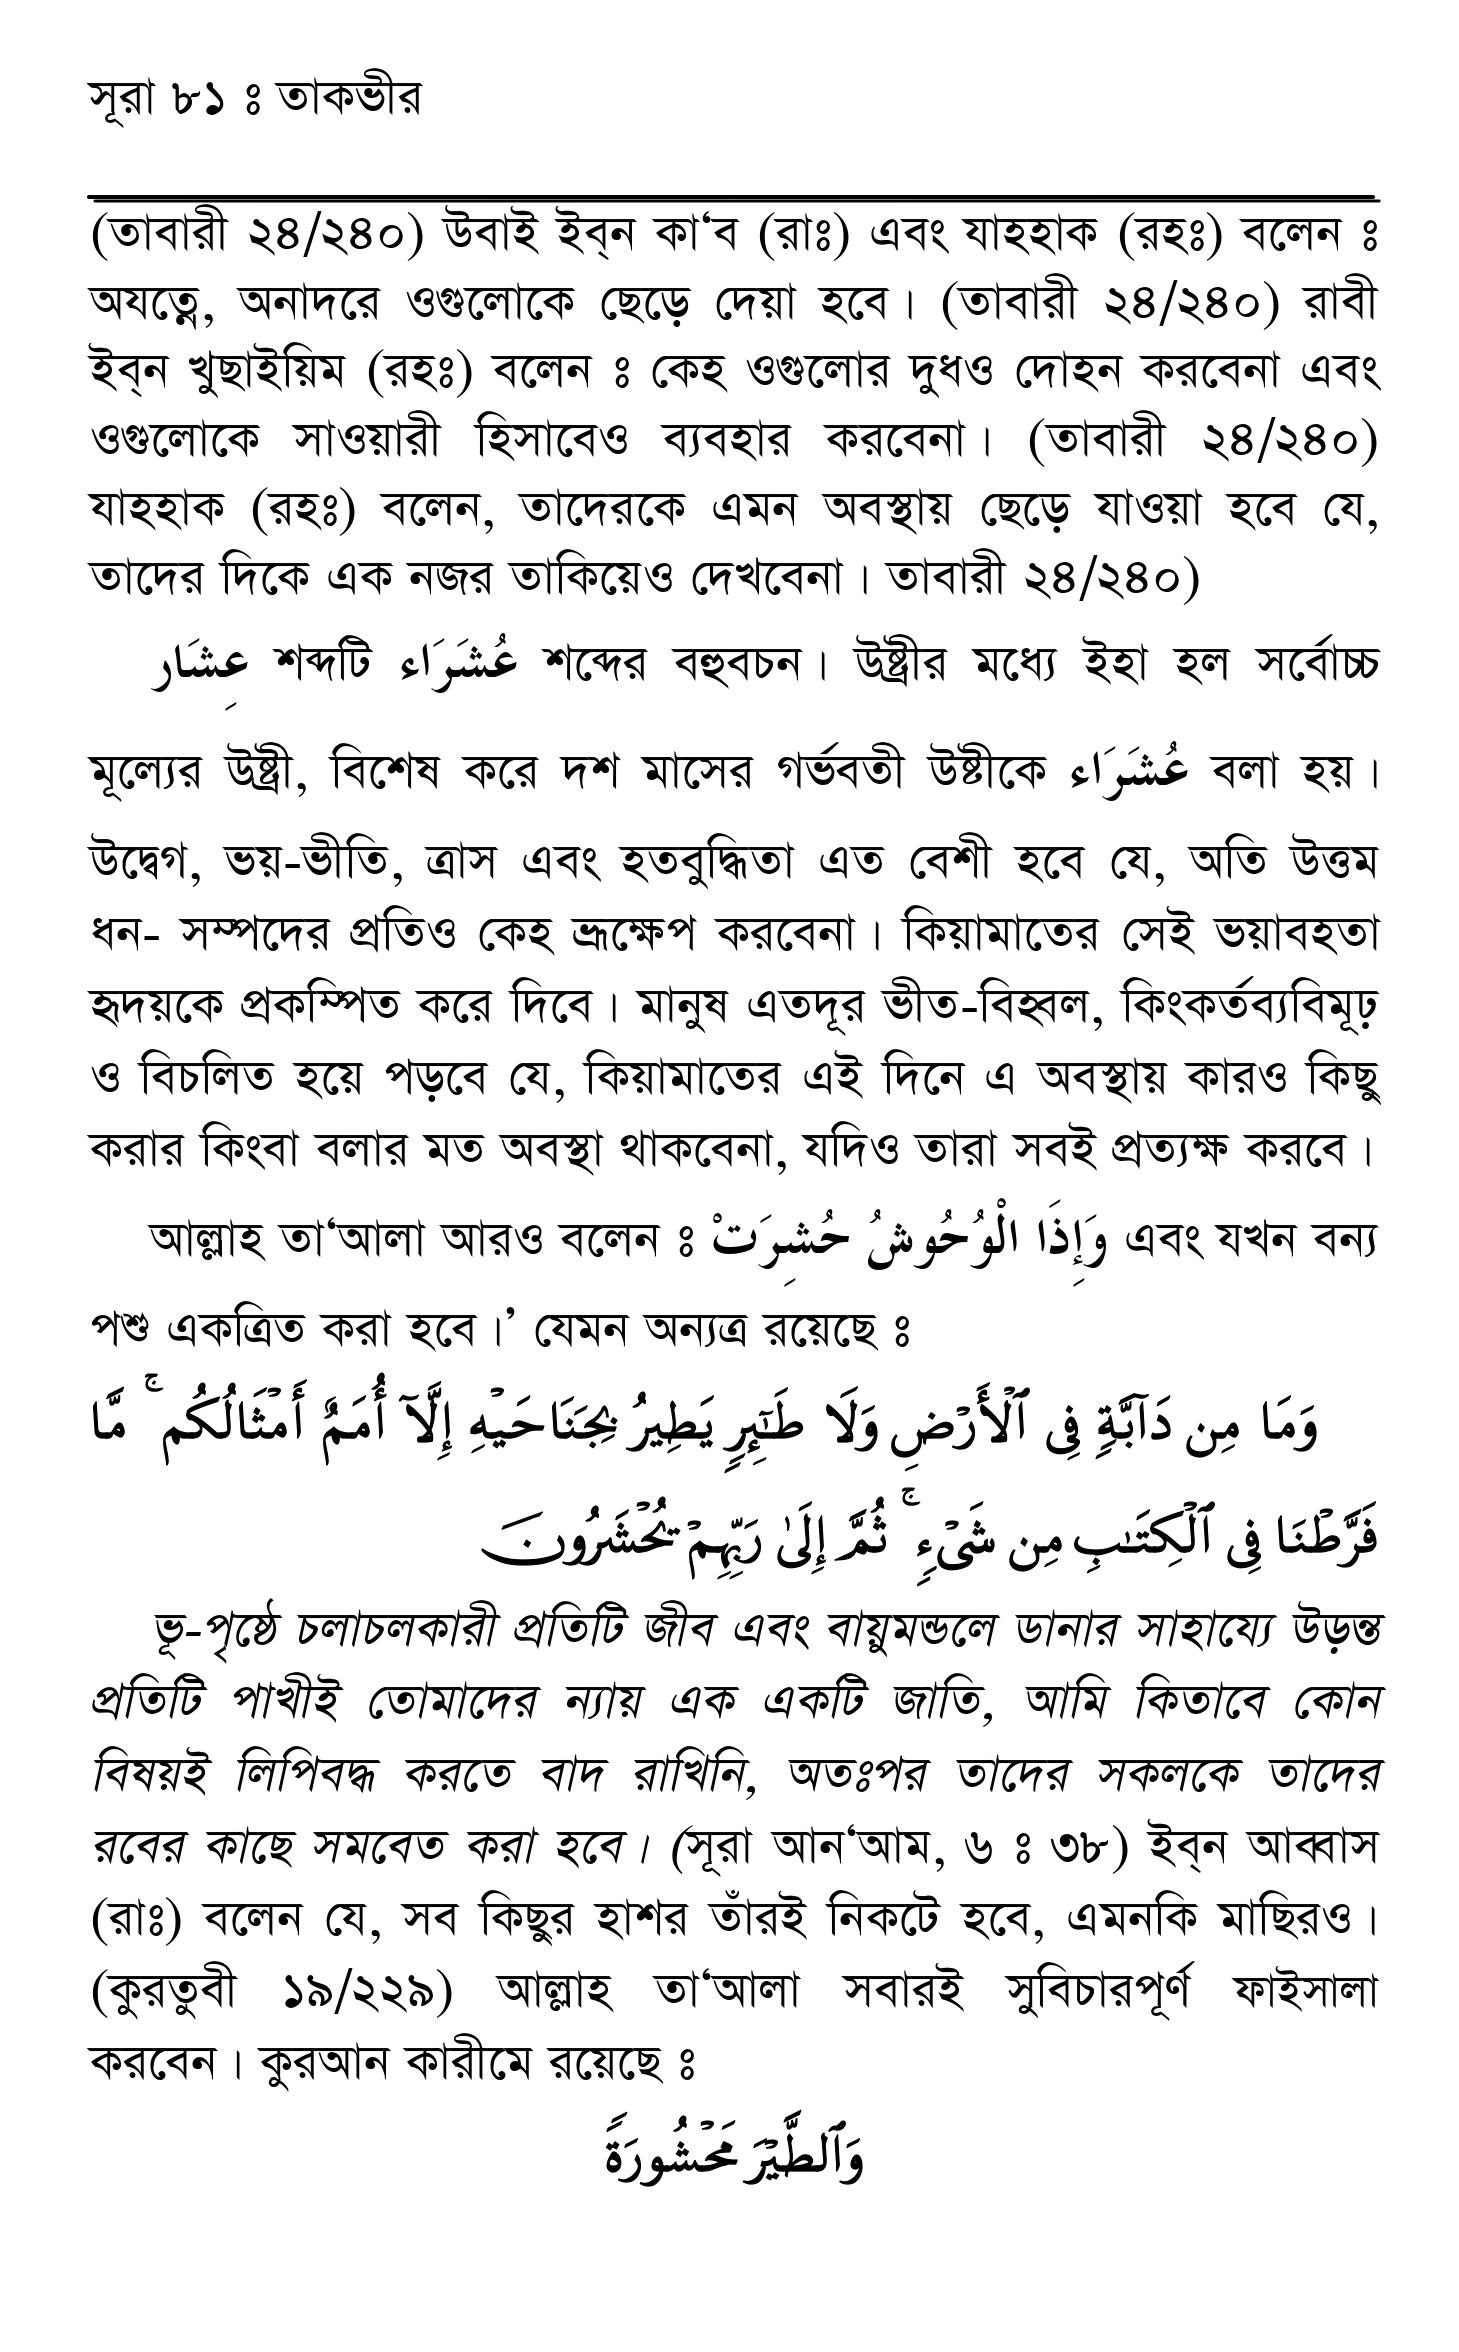 সূরা ৮১ ঃ তাকভীর
(তাবারী ২৪/২৪০) উবাই ইব্‌ন কা‘ব (রাঃ) এবং যাহহাক (রহঃ) বলেন ঃ
অযত্নে, অনাদরে ওগুলোকে ছেড়ে দেয়া হবে। (তাবারী ২৪/২৪০) রাবী
ইব্‌ন খুছাইয়িম (রহঃ) বলেন ঃ কেহ ওগুলোর দুধও দোহন করবেনা এবং
ওগুলোকে সাওয়ারী হিসাবেও ব্যবহার করবেনা। (তাবারী ২৪/২৪০)
যাহহাক (রহঃ) বলেন, তাদেরকে এমন অবস্থায় ছেড়ে যাওয়া হবে যে,
তাদের দিকে এক নজর তাকিয়েও দেখবেনা। তাবারী ২৪/২৪০)
عِشَار শব্দটি عُشَرَاء শব্দের বহুবচন। উষ্ট্রীর মধ্যে ইহা হল সর্বোচ্চ
মূল্যের উষ্ট্রী, বিশেষ করে দশ মাসের গর্ভবতী উষ্টীকে عُشَرَاء বলা হয়।
উদ্বেগ, ভয়-ভীতি, ত্রাস এবং হতবুদ্ধিতা এত বেশী হবে যে, অতি উত্তম
ধন- সম্পদের প্রতিও কেহ ভ্রূক্ষেপ করবেনা। কিয়ামাতের সেই ভয়াবহতা
হৃদয়কে প্রকম্পিত করে দিবে। মানুষ এতদূর ভীত-বিহ্বল, কিংকর্তব্যবিমূঢ়
ও বিচলিত হয়ে পড়বে যে, কিয়ামাতের এই দিনে এ অবস্থায় কারও কিছু
করার কিংবা বলার মত অবস্থা থাকবেনা, যদিও তারা সবই প্রত্যক্ষ করবে।
আল্লাহ তা‘আলা আরও বলেন ঃ وَإِذَا الْوُحُوشُ حُشِرَتْ এবং যখন বন্য
পশু একত্রিত করা হবে।’ যেমন অন্যত্র রয়েছে ঃ
وَمَا مِن دَآبَّةٍ فِى ٱلْأَرْضِ وَلَا طَـٰٓئِرٍ يَطِيرُ بِجَنَاحَيْهِ إِلَّآ أُمَمٌ أَمْثَالُكُم ۚ مَّا
فَرَّطْنَا فِى ٱلْكِتَـٰبِ مِن شَىْءٍ ۚ ثُمَّ إِلَىٰ رَبِّهِمْ يُحْشَرُونَ
ভূ-পৃষ্ঠে চলাচলকারী প্রতিটি জীব এবং বায়ুমন্ডলে ডানার সাহায্যে উড়ন্ত
প্রতিটি পাখীই তোমাদের ন্যায় এক একটি জাতি, আমি কিতাবে কোন
বিষয়ই লিপিবদ্ধ করতে বাদ রাখিনি, অতঃপর তাদের সকলকে তাদের
রবের কাছে সমবেত করা হবে। (সূরা আন‘আম, ৬ ঃ ৩৮) ইব্‌ন আব্বাস
(রাঃ) বলেন যে, সব কিছুর হাশর তাঁরই নিকটে হবে, এমনকি মাছিরও।
(কুরতুবী ১৯/২২৯) আল্লাহ তা‘আলা সবারই সুবিচারপূর্ণ ফাইসালা
করবেন। কুরআন কারীমে রয়েছে ঃ
وَٱلطَّيْرَ مَحْشُورَةً